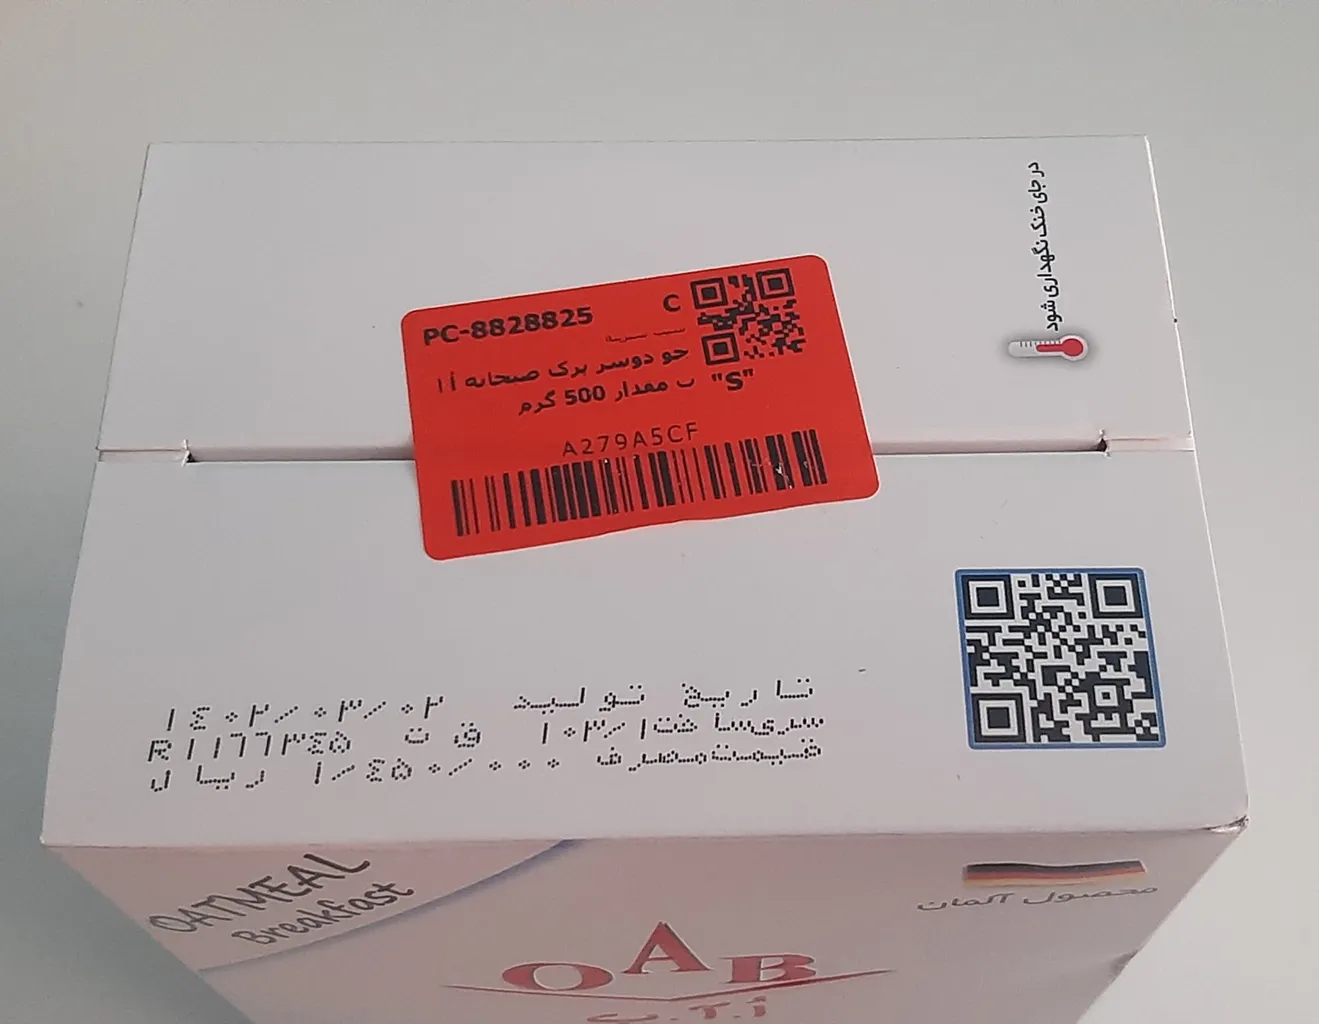 در جای خنک نگهداری شود
PC-8828825 C
جو دوسر برک صبحانه أ ا
"S" ب مقدار 500 گرم
A279A5CF
تاریخ تولید ۱۴۰۲/۰۳/۰۲
سری‌ساخت ۱۰۳/۱ ق ت R۱۱۶۶۳۴۵
قیمت‌مصرف ۱/۴۵۰/۰۰۰ ریال
OATMEAL
Breakfast
محصول آلمان
OAB
أ.آ.ب